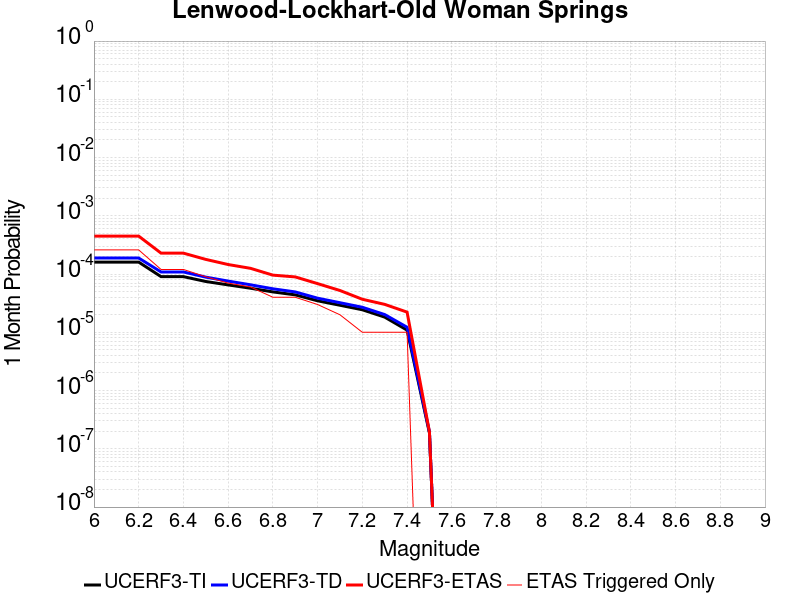 Lenwood-Lockhart-Old Woman Springs
10^0
10^-1
10^-2
10^-3
10^-4
10^-5
10^-6
10^-7
10^-8
1 Month Probability
6 6.2 6.4 6.6 6.8 7 7.2 7.4 7.6 7.8 8 8.2 8.4 8.6 8.8 9
Magnitude
UCERF3-TI UCERF3-TD UCERF3-ETAS ETAS Triggered Only